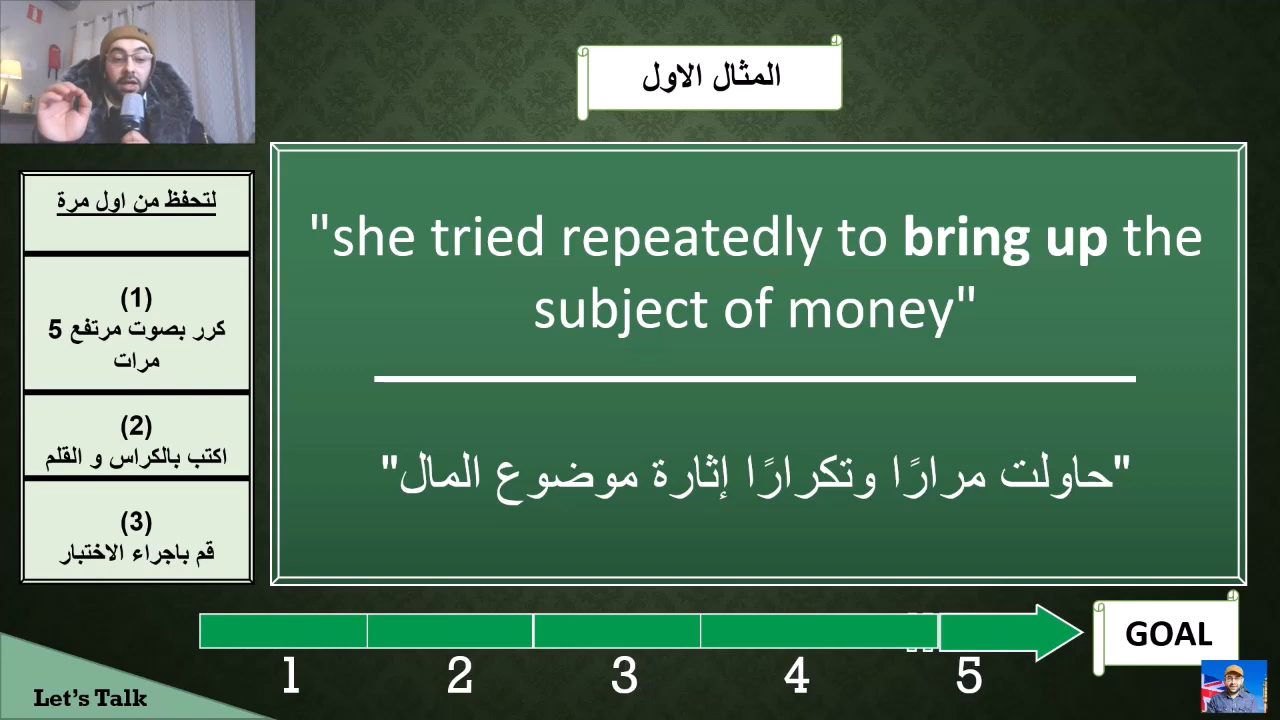 المثال الاول
لتحفظ من اول مرة
(1)
كرر بصوت مرتفع 5
مرات
(2)
اكتب بالكراس و القلم
(3)
قم باجراء الاختبار
"she tried repeatedly to bring up the
subject of money"
"حاولت مرارًا وتكرارًا إثارة موضوع المال"
1 2 3 4 5
GOAL
Let's Talk